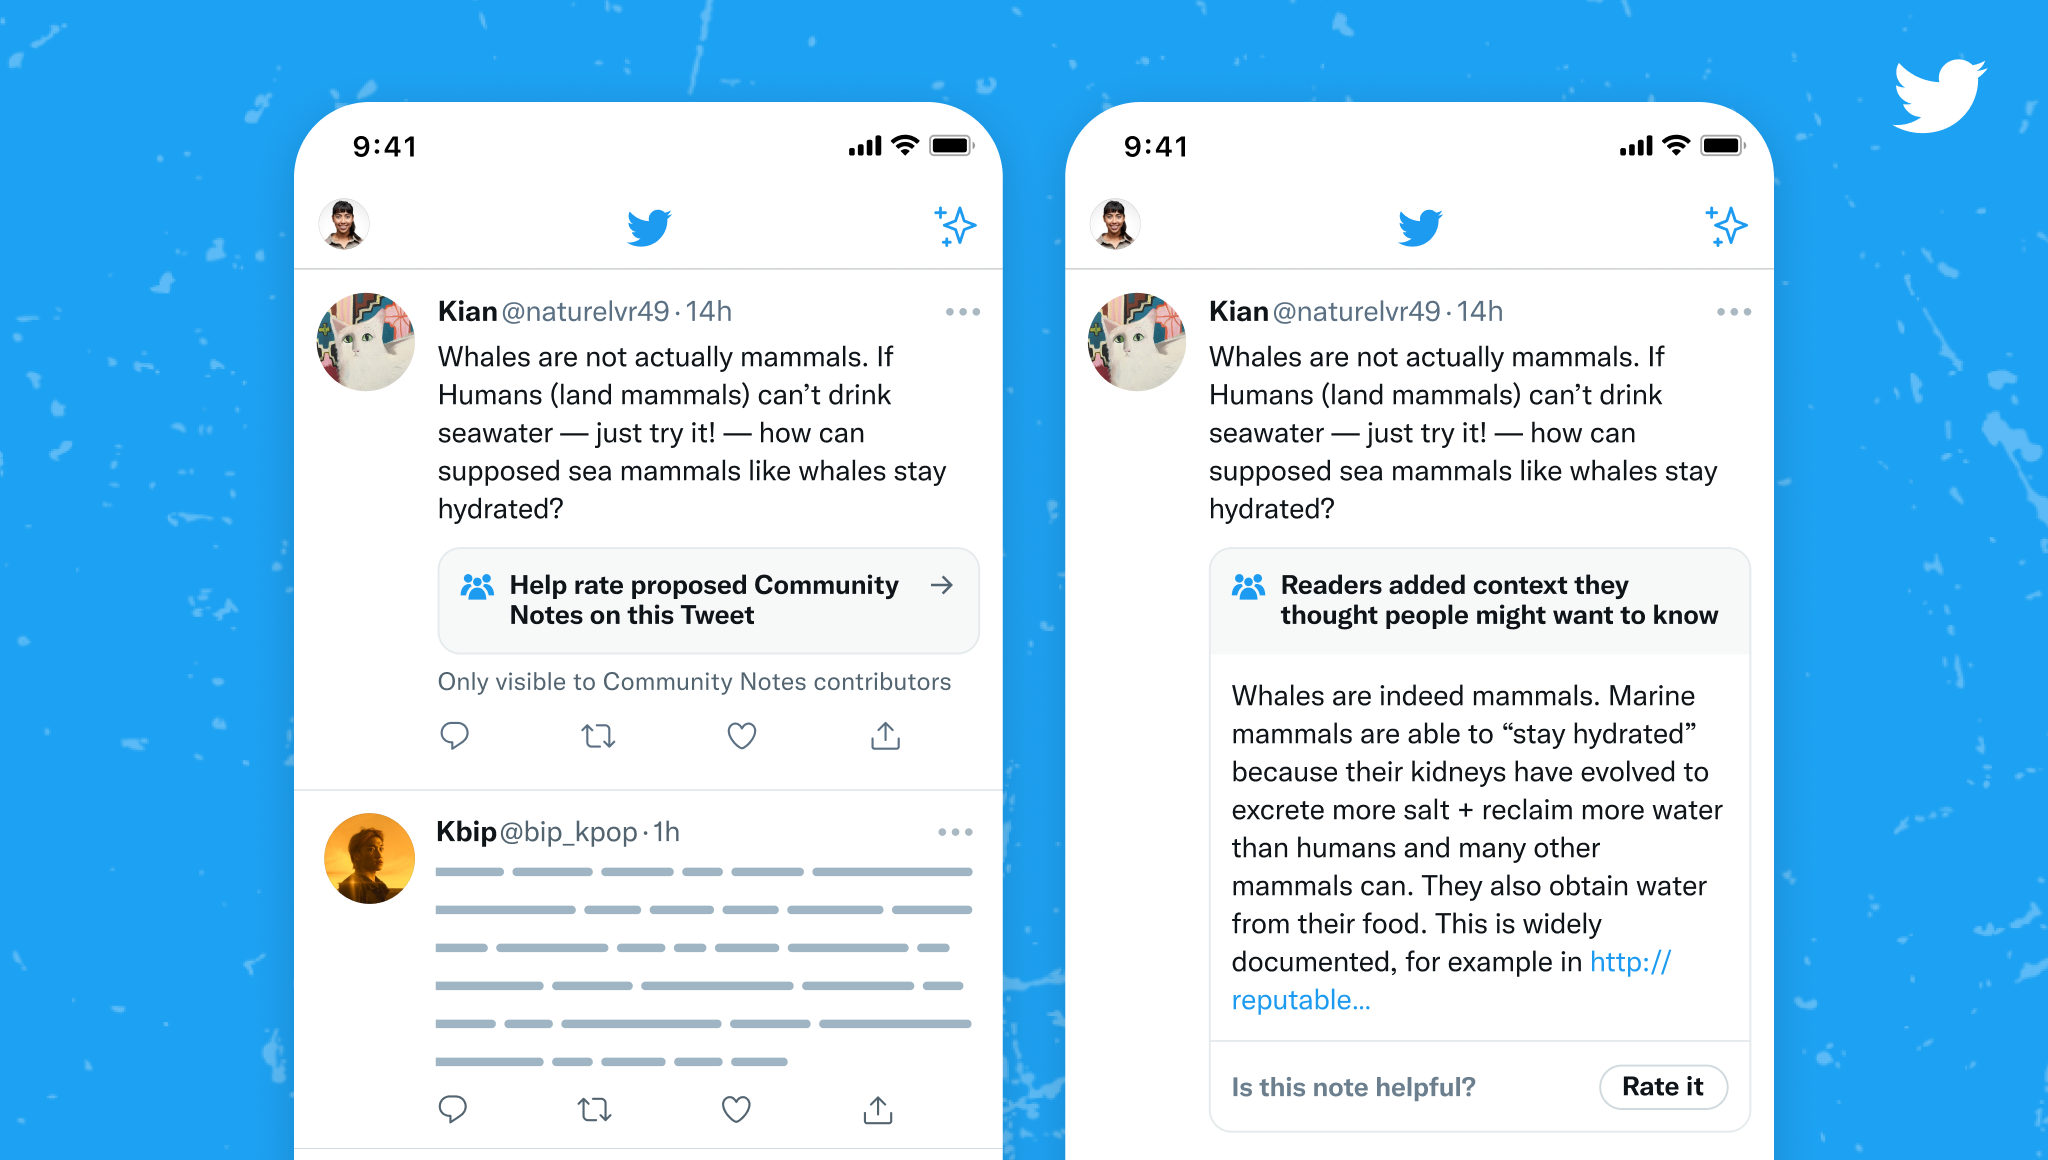 9:41
Kian @naturelvr49 · 14h
Whales are not actually mammals. If
Humans (land mammals) can’t drink
seawater — just try it! — how can
supposed sea mammals like whales stay
hydrated?
Help rate proposed Community
Notes on this Tweet
Only visible to Community Notes contributors
Kbip @bip_kpop · 1h
9:41
Kian @naturelvr49 · 14h
Whales are not actually mammals. If
Humans (land mammals) can’t drink
seawater — just try it! — how can
supposed sea mammals like whales stay
hydrated?
Readers added context they
thought people might want to know
Whales are indeed mammals. Marine
mammals are able to “stay hydrated”
because their kidneys have evolved to
excrete more salt + reclaim more water
than humans and many other
mammals can. They also obtain water
from their food. This is widely
documented, for example in http://
reputable...
Is this note helpful?
Rate it